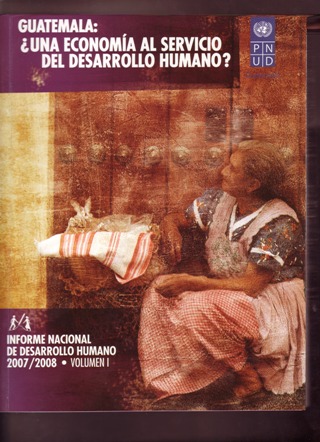 GUATEMALA:
¿UNA ECONOMÍA AL SERVICIO
DEL DESARROLLO HUMANO?
P N
U D
INFORME NACIONAL
DE DESARROLLO HUMANO
2007/2008 • VOLUMEN I